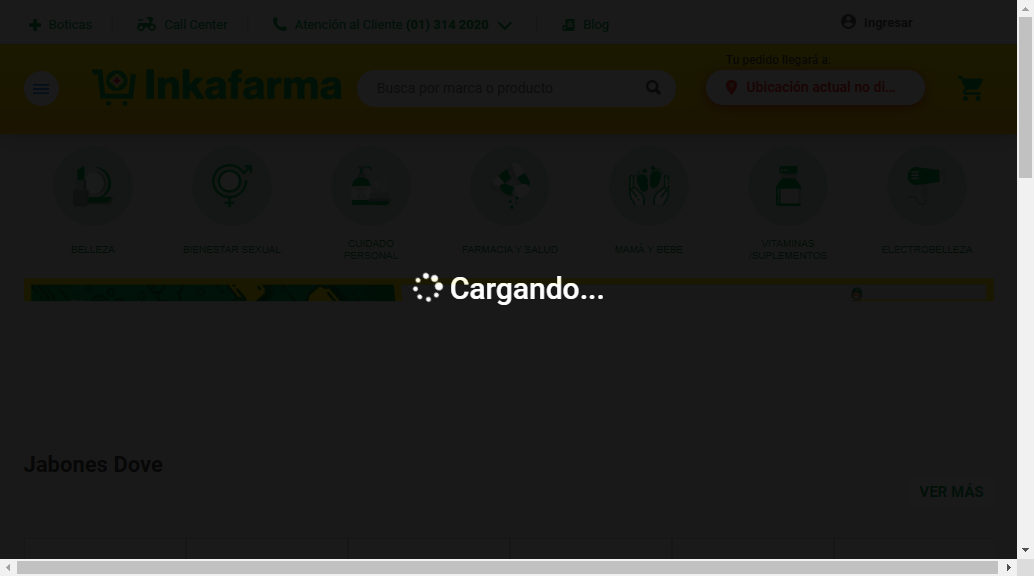 Boticas
Call Center
Atención al Cliente (01) 314 2020
Blog
Ingresar
Inkafarma
Busca por marca o producto
Tu pedido llegará a:
Ubicación actual no di...
BELLEZA
BIENESTAR SEXUAL
CUIDADO
PERSONAL
FARMACIA Y SALUD
MAMÁ Y BEBE
VITAMINAS
/SUPLEMENTOS
ELECTROBELLEZA
Cargando...
Jabones Dove
VER MÁS